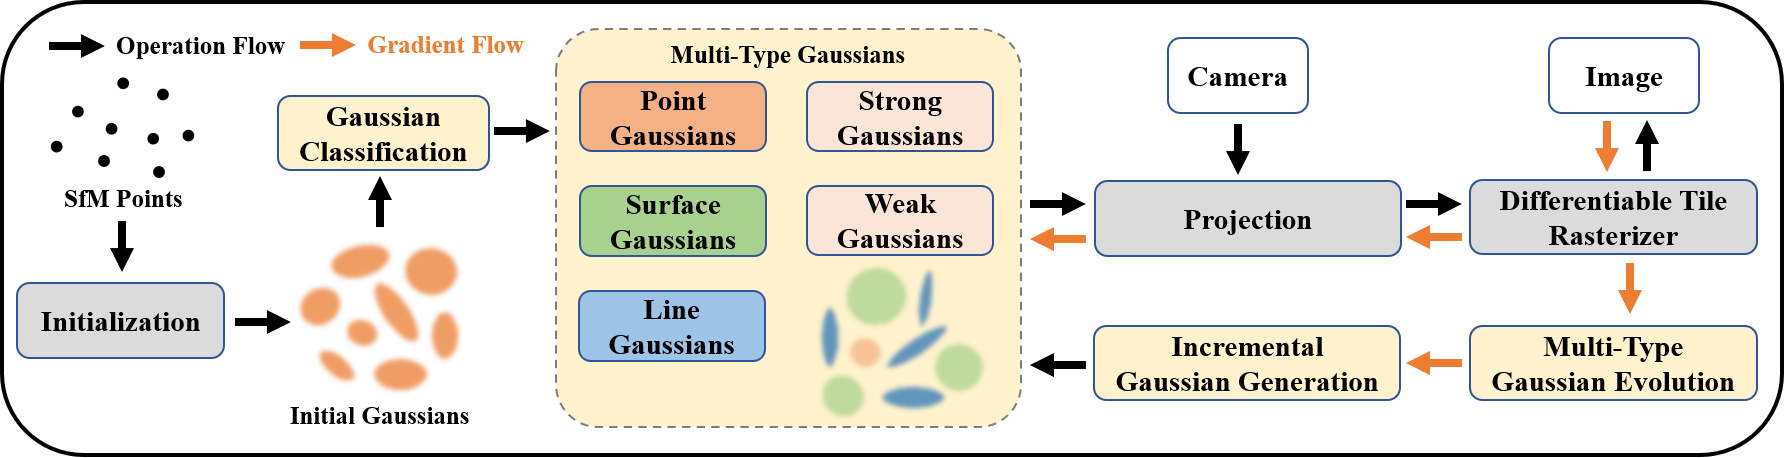 Operation Flow
Gradient Flow
SfM Points
Initialization
Gaussian
Classification
Initial Gaussians
Multi-Type Gaussians
Point
Gaussians
Strong
Gaussians
Surface
Gaussians
Weak
Gaussians
Line
Gaussians
Camera
Image
Projection
Differentiable Tile
Rasterizer
Incremental
Gaussian Generation
Multi-Type
Gaussian Evolution